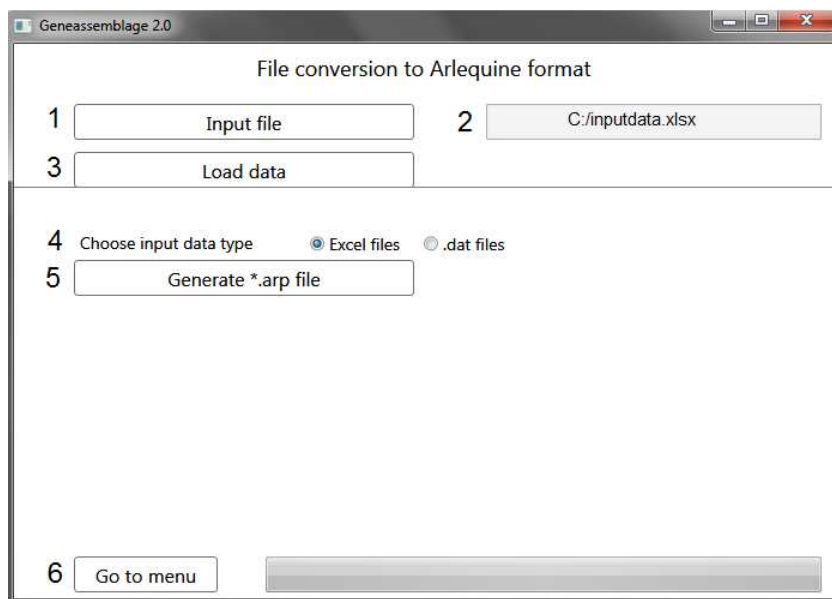 Geneassemblage 2.0
File conversion to Arlequine format
1 Input file 2 C:/inputdata.xlsx
3 Load data
4 Choose input data type Excel files .dat files
5 Generate *.arp file
6 Go to menu